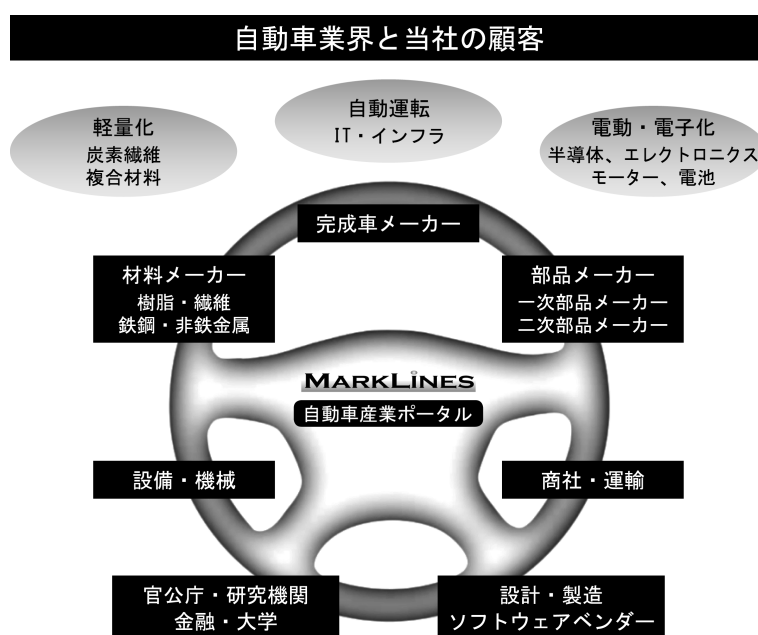 自動車業界と当社の顧客
軽量化
炭素繊維
複合材料
自動運転
IT・インフラ
電動・電子化
半導体、エレクトロニクス
モーター、電池
完成車メーカー
材料メーカー
樹脂・繊維
鉄鋼・非鉄金属
部品メーカー
一次部品メーカー
二次部品メーカー
MARKLINES
自動車産業ポータル
設備・機械
商社・運輸
官公庁・研究機関
金融・大学
設計・製造
ソフトウェアベンダー